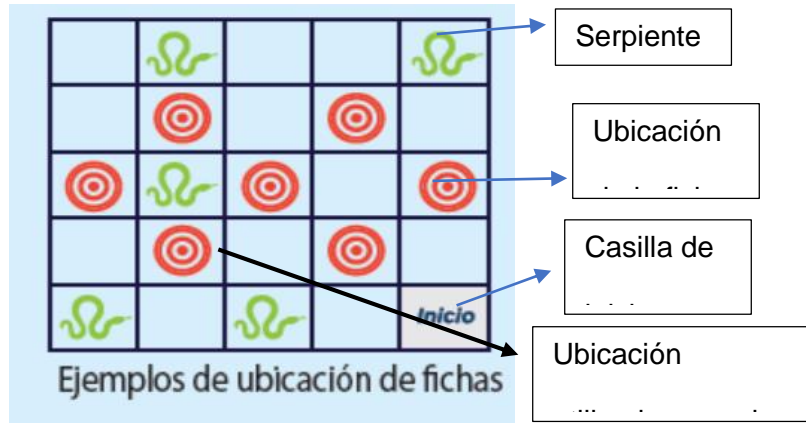 Serpiente
Ubicación
Casilla de
Inicio
Ubicación
Ejemplos de ubicación de fichas